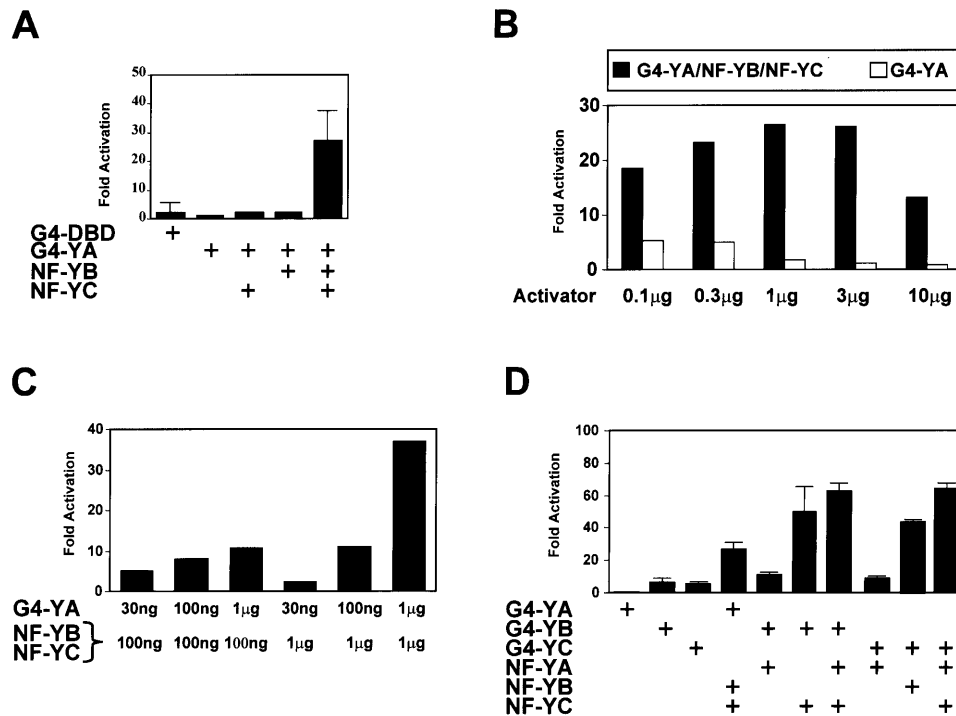 A
50
40
30
20
10
0
Fold Activation
G4-DBD +
G4-YA + + + +
NF-YB + +
NF-YC + +
B
G4-YA/NF-YB/NF-YC G4-YA
30
20
10
0
Fold Activation
Activator 0.1µg 0.3µg 1µg 3µg 10µg
C
40
30
20
10
0
Fold Activation
G4-YA 30ng 100ng 1µg 30ng 100ng 1µg
NF-YB
NF-YC } 100ng 100ng 100ng 1µg 1µg 1µg
D
100
80
60
40
20
0
Fold Activation
G4-YA + +
G4-YB + + + +
G4-YC + + + +
NF-YA + + + +
NF-YB + +
NF-YC + + + +